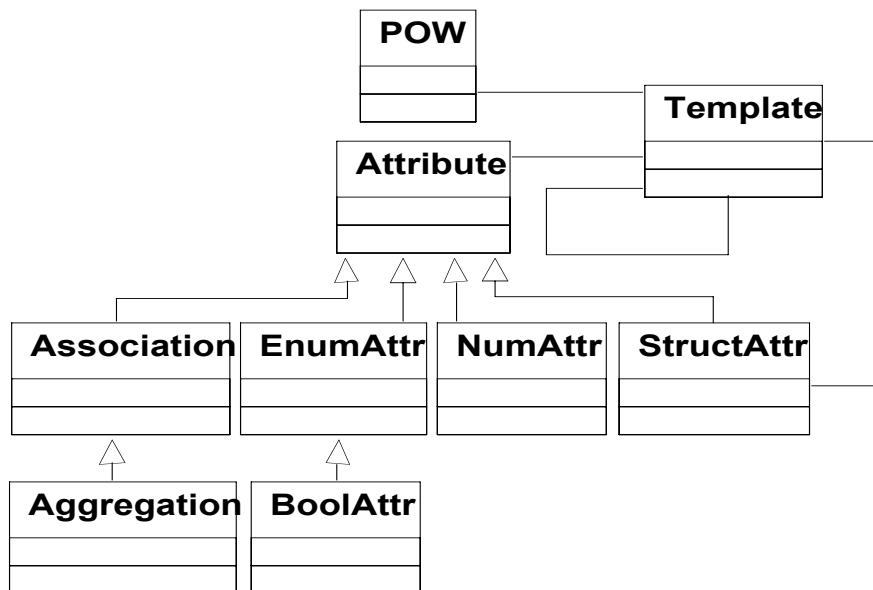 POW
Template
Attribute
Association
EnumAttr
NumAttr
StructAttr
Aggregation
BoolAttr